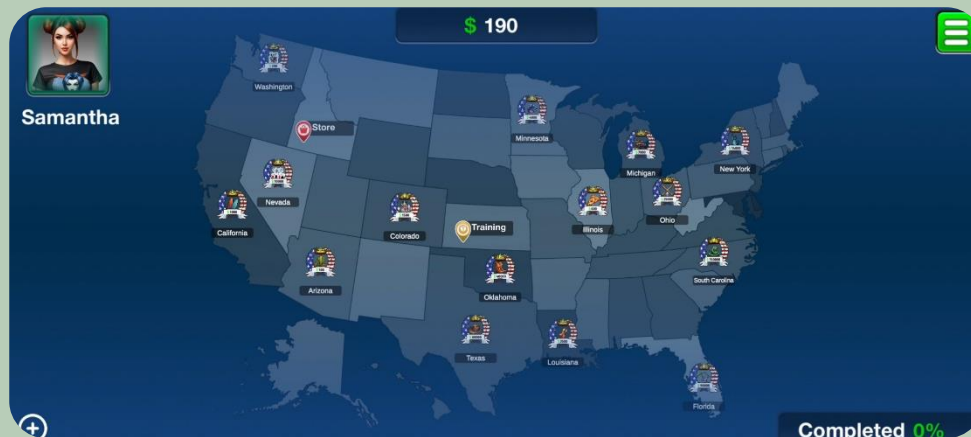 $ 190
Samantha
Washington
Store
Minnesota
Michigan
New York
Nevada
California
Colorado
Training
Illinois
Ohio
Arizona
Oklahoma
South Carolina
Texas
Louisiana
Florida
Completed 0%